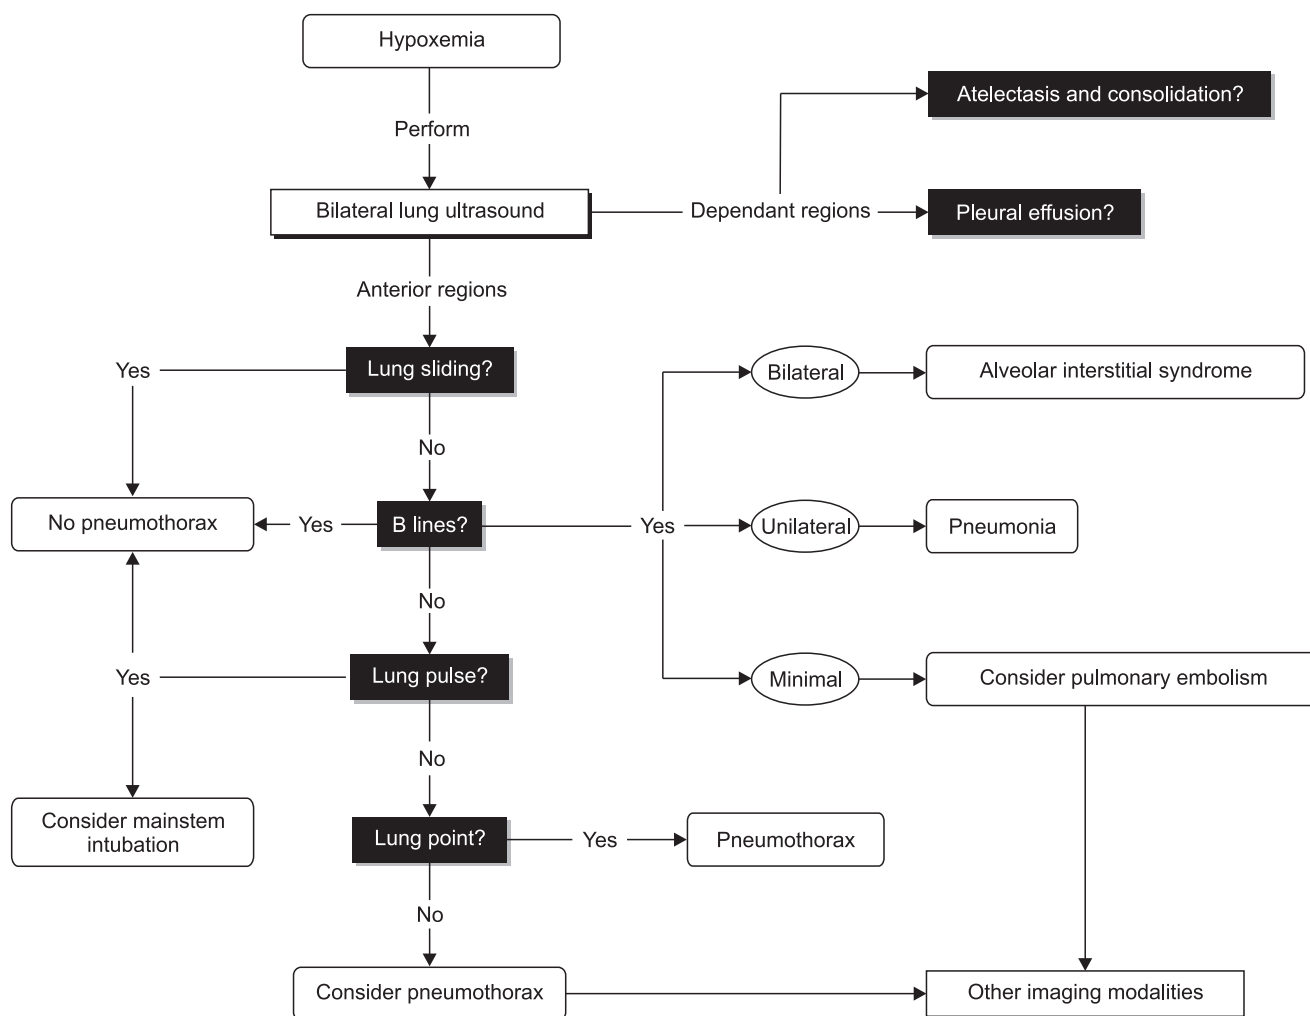 Hypoxemia
Atelectasis and consolidation?
Perform
Bilateral lung ultrasound
Dependant regions
Pleural effusion?
Anterior regions
Yes
Lung sliding?
Bilateral
Alveolar interstitial syndrome
No
No pneumothorax
Yes
B lines?
Yes
Unilateral
Pneumonia
No
Yes
Lung pulse?
Minimal
Consider pulmonary embolism
No
Consider mainstem
intubation
Lung point?
Yes
Pneumothorax
No
Consider pneumothorax
Other imaging modalities